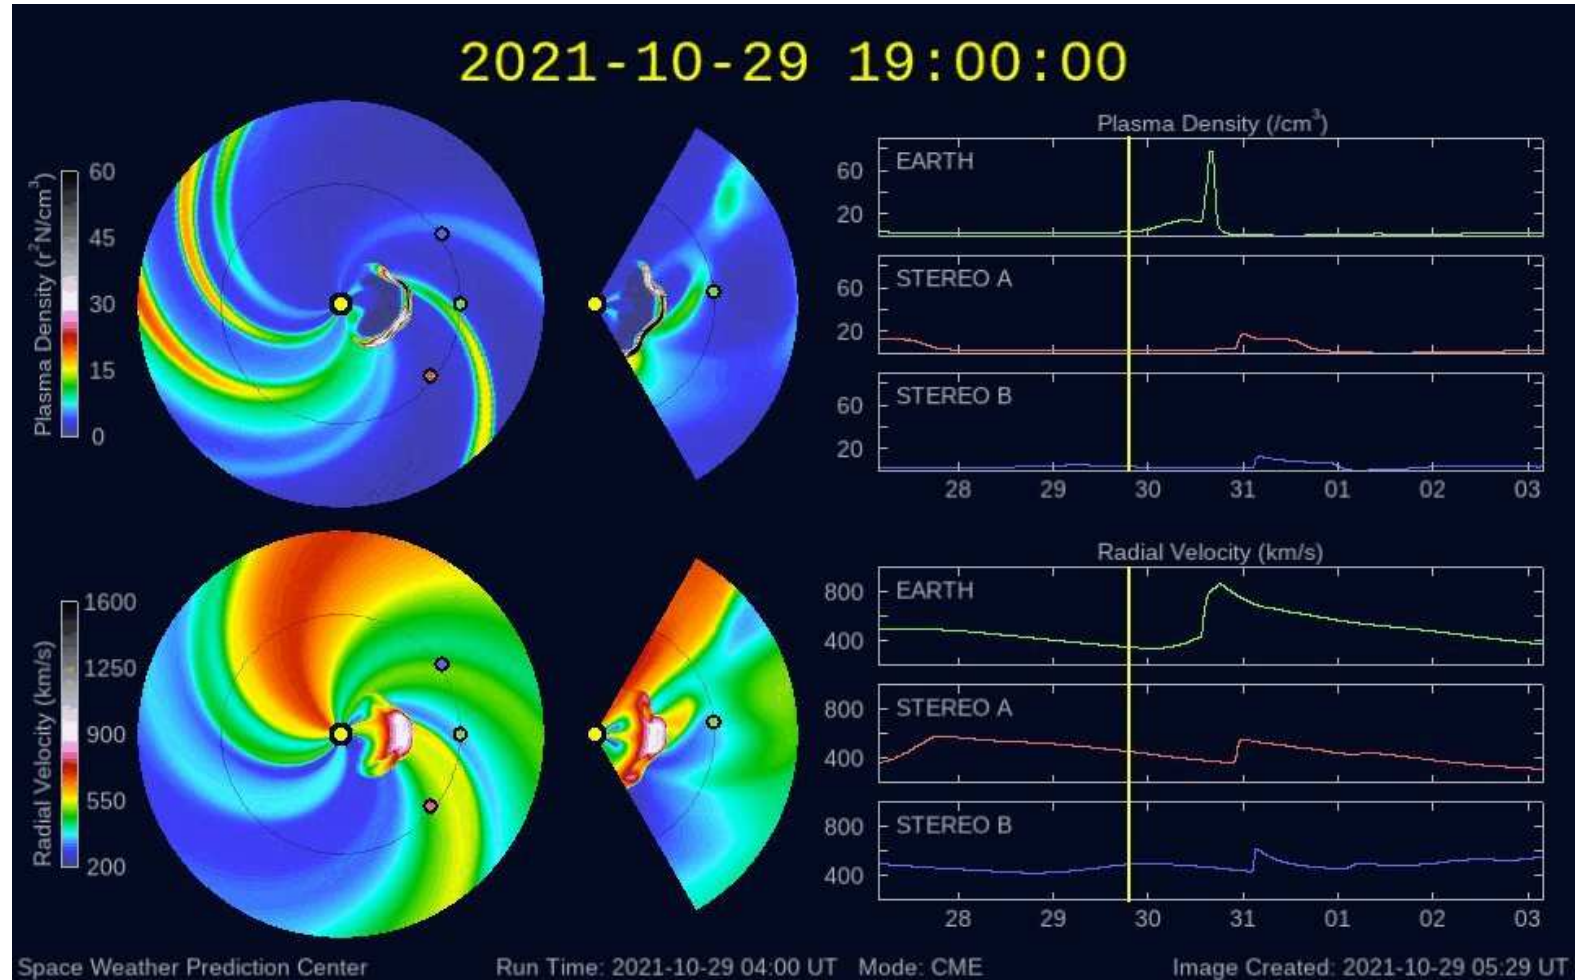 2021-10-29 19:00:00
Plasma Density (r²N/cm³)
60
45
30
15
0
Plasma Density (/cm³)
EARTH
60
20
STEREO A
60
20
STEREO B
60
20
28 29 30 31 01 02 03
Radial Velocity (km/s)
1600
1250
900
550
200
Radial Velocity (km/s)
EARTH
800
400
STEREO A
800
400
STEREO B
800
400
28 29 30 31 01 02 03
Space Weather Prediction Center Run Time: 2021-10-29 04:00 UT Mode: CME Image Created: 2021-10-29 05:29 UT